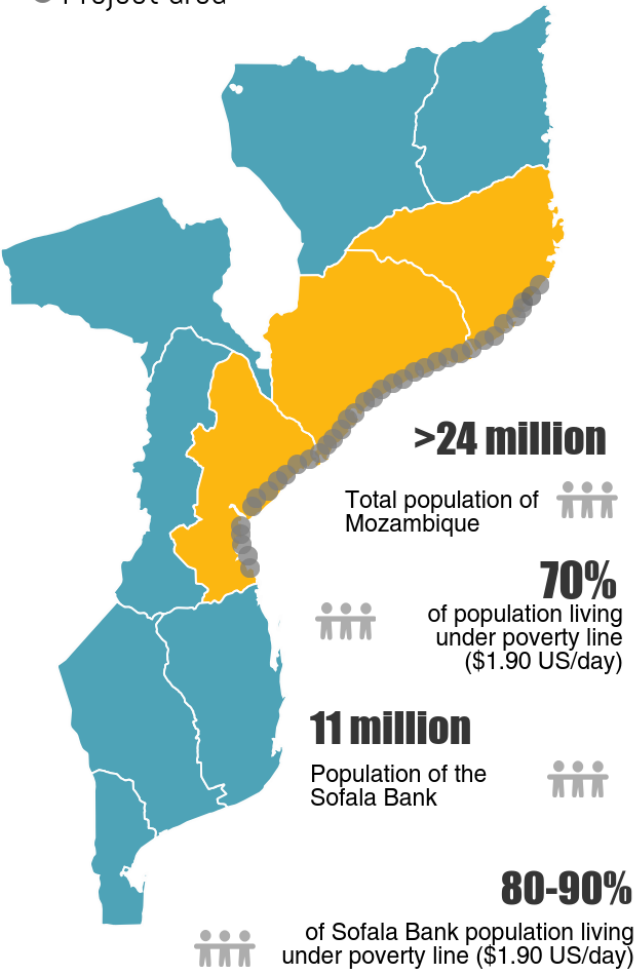 Project area
>24 million
Total population of
Mozambique
70%
of population living
under poverty line
($1.90 US/day)
11 million
Population of the
Sofala Bank
80-90%
of Sofala Bank population living
under poverty line ($1.90 US/day)